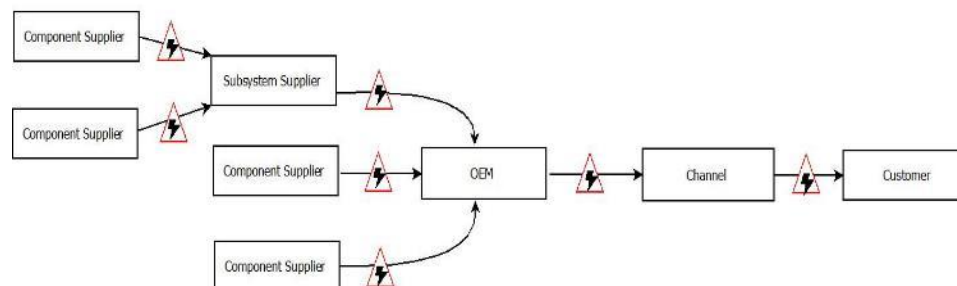 Component Supplier
Subsystem Supplier
Component Supplier
Component Supplier
OEM
Channel
Customer
Component Supplier